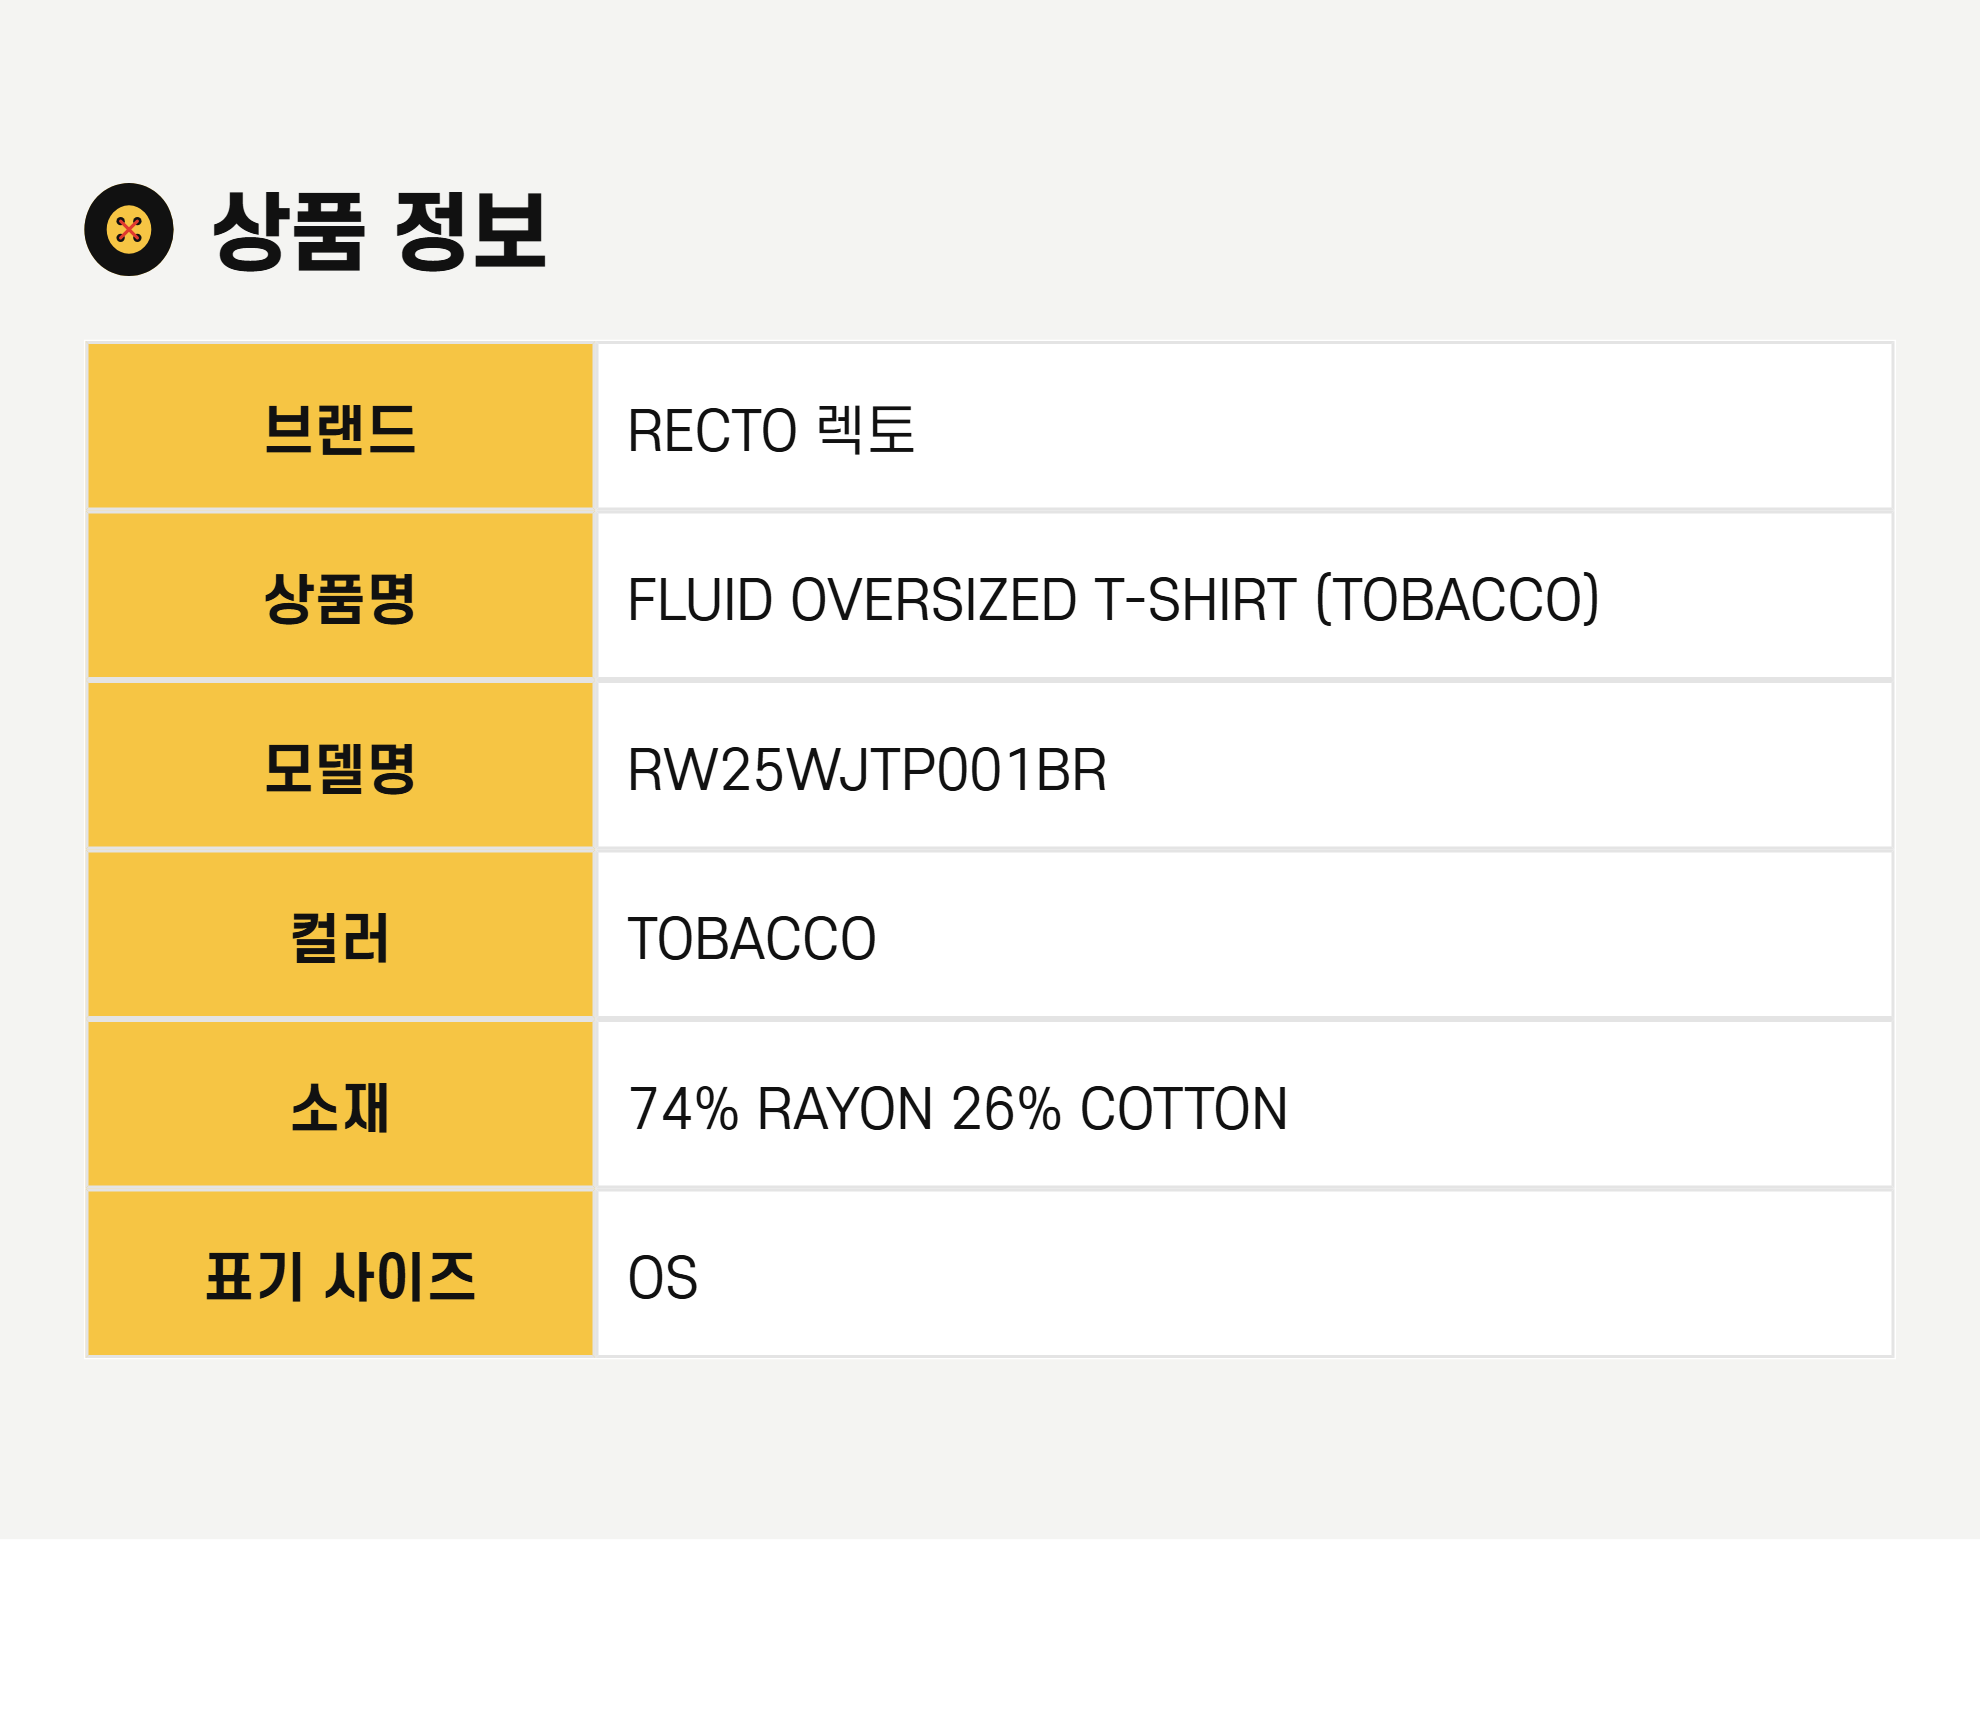 상품 정보
브랜드 RECTO 렉토
상품명 FLUID OVERSIZED T-SHIRT (TOBACCO)
모델명 RW25WJTP001BR
컬러 TOBACCO
소재 74% RAYON 26% COTTON
표기 사이즈 OS